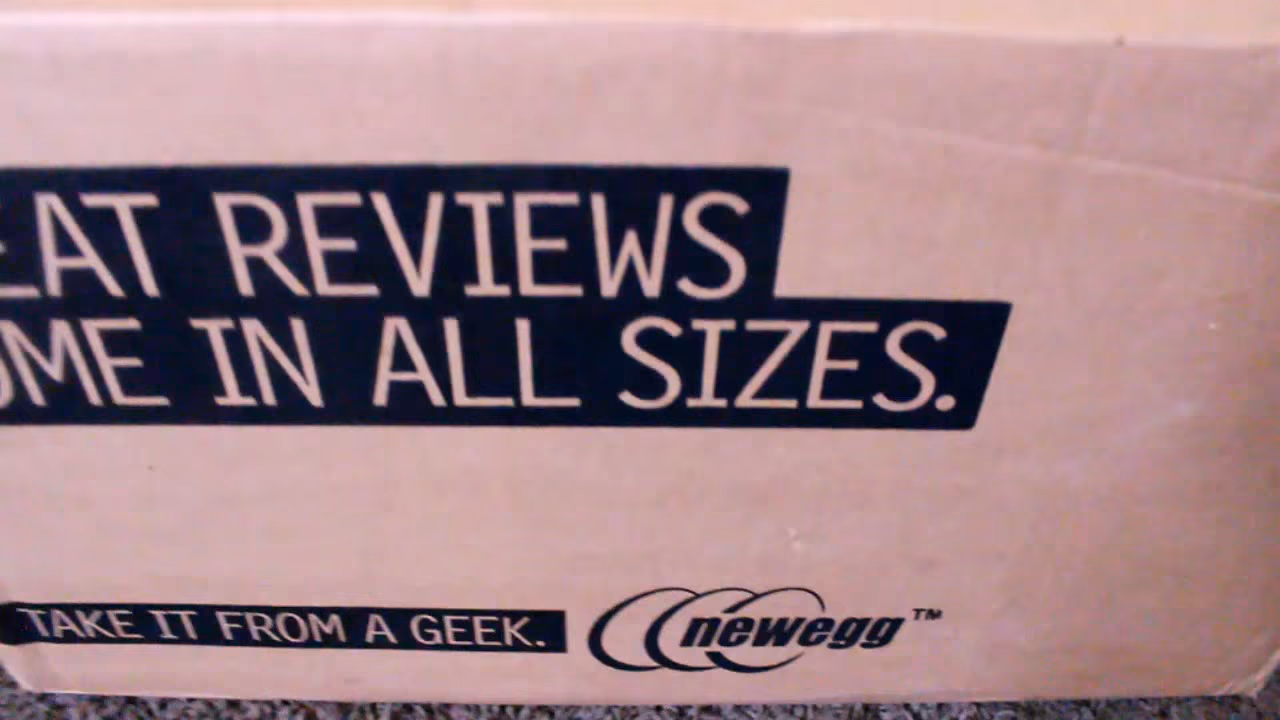 EAT REVIEWS
OME IN ALL SIZES.
TAKE IT FROM A GEEK.
newegg™